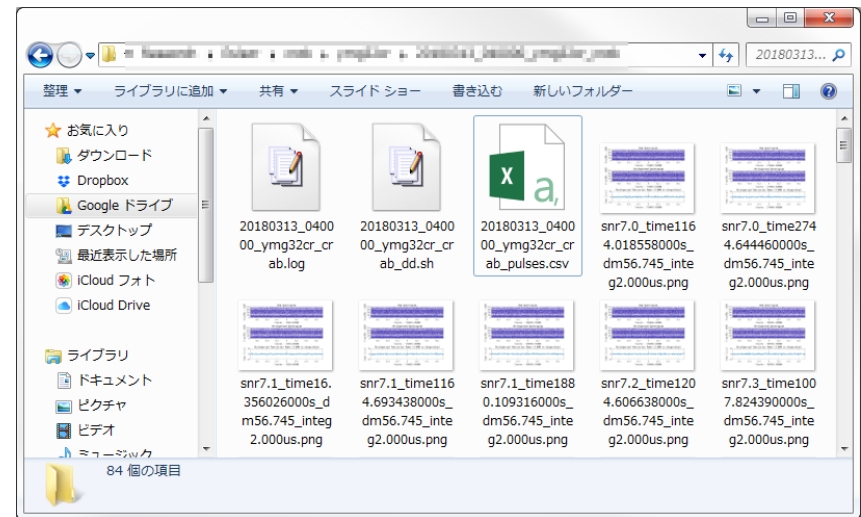 20180313...
整理 ライブラリに追加 共有 スライド ショー 書き込む 新しいフォルダー
お気に入り
ダウンロード
Dropbox
Google ドライブ
デスクトップ
最近表示した場所
iCloud フォト
iCloud Drive
ライブラリ
ドキュメント
ピクチャ
ビデオ
ミュージック
20180313_0400
00_ymg32cr_cr
ab.log
20180313_0400
00_ymg32cr_cr
ab_dd.sh
20180313_0400
00_ymg32cr_cr
ab_pulses.csv
snr7.0_time116
4.018558000s_
dm56.745_inte
g2.000us.png
snr7.0_time274
4.644460000s_
dm56.745_inte
g2.000us.png
snr7.1_time16.
356026000s_d
m56.745_integ
2.000us.png
snr7.1_time116
4.693438000s_
dm56.745_inte
g2.000us.png
snr7.1_time188
0.109316000s_
dm56.745_inte
g2.000us.png
snr7.2_time120
4.606638000s_
dm56.745_inte
g2.000us.png
snr7.3_time100
7.824390000s_
dm56.745_inte
g2.000us.png
84 個の項目